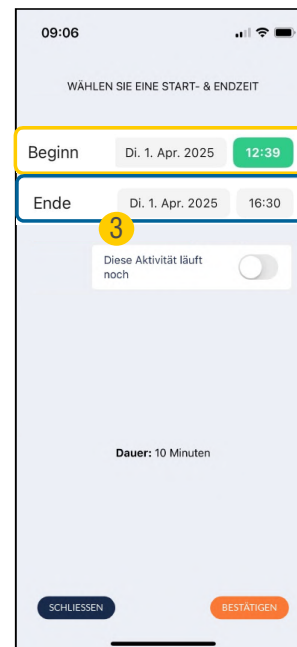 09:06
WÄHLEN SIE EINE START- & ENDZEIT
Beginn Di. 1. Apr. 2025 12:39
Ende Di. 1. Apr. 2025 16:30
3
Diese Aktivität läuft
noch
Dauer: 10 Minuten
SCHLIESSEN BESTÄTIGEN